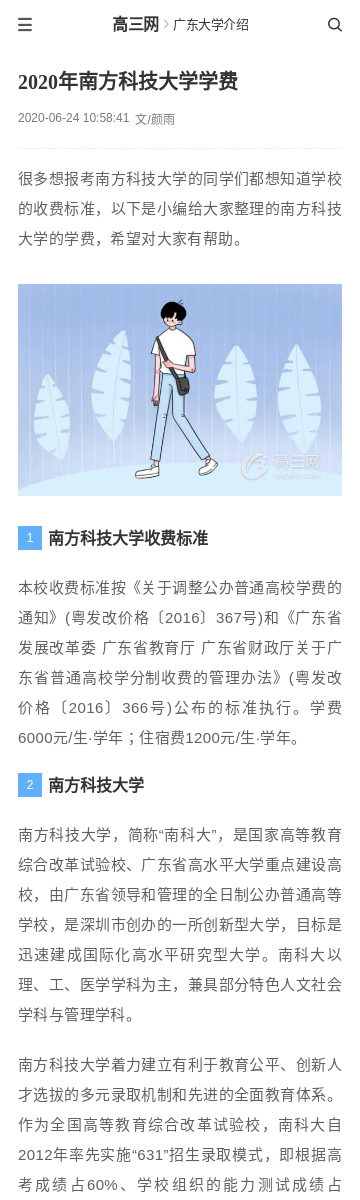 高三网 > 广东大学介绍
2020年南方科技大学学费
2020-06-24 10:58:41 文/颜雨
很多想报考南方科技大学的同学们都想知道学校
的收费标准，以下是小编给大家整理的南方科技
大学的学费，希望对大家有帮助。
高三网
1 南方科技大学收费标准
本校收费标准按《关于调整公办普通高校学费的
通知》(粤发改价格〔2016〕367号)和《广东省
发展改革委 广东省教育厅 广东省财政厅关于广
东省普通高校学分制收费的管理办法》(粤发改
价格〔2016〕366号)公布的标准执行。学费
6000元/生·学年；住宿费1200元/生·学年。
2 南方科技大学
南方科技大学，简称“南科大”，是国家高等教育
综合改革试验校、广东省高水平大学重点建设高
校，由广东省领导和管理的全日制公办普通高等
学校，是深圳市创办的一所创新型大学，目标是
迅速建成国际化高水平研究型大学。南科大以
理、工、医学学科为主，兼具部分特色人文社会
学科与管理学科。
南方科技大学着力建立有利于教育公平、创新人
才选拔的多元录取机制和先进的全面教育体系。
作为全国高等教育综合改革试验校，南科大自
2012年率先实施“631”招生录取模式，即根据高
考成绩占60%、学校组织的能力测试成绩占